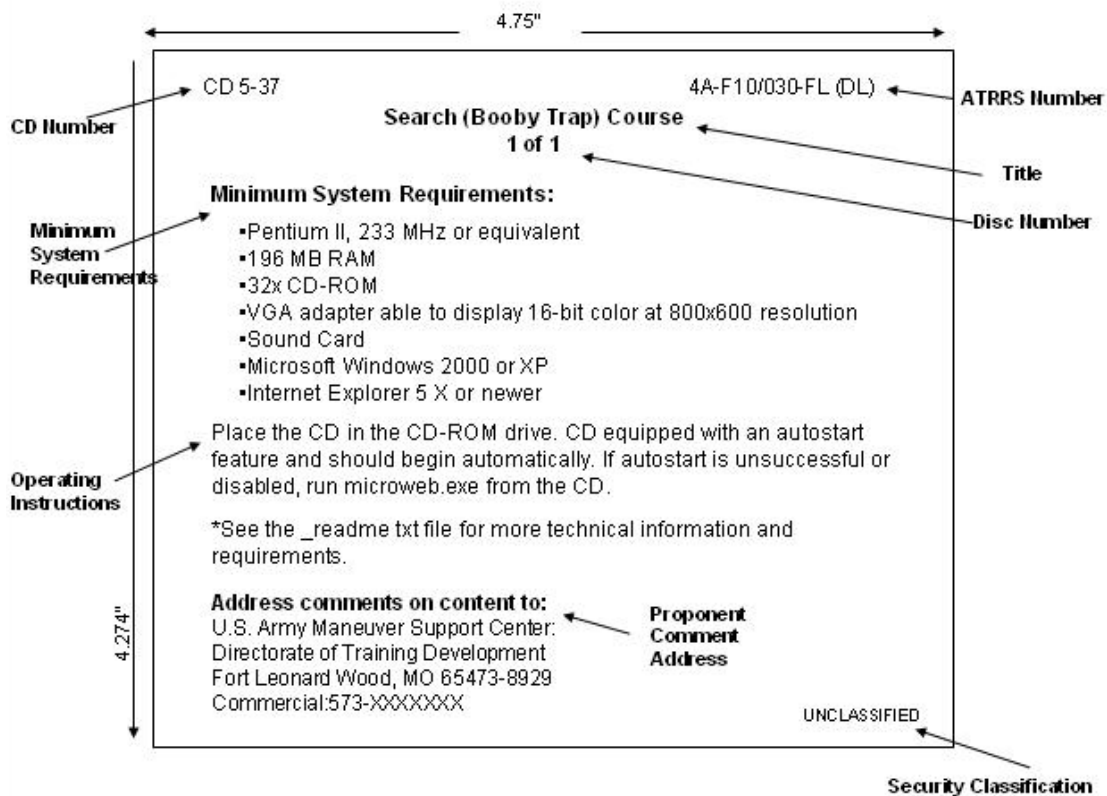 4.75"
CD 5-37
4A-F10/030-FL (DL)
ATRRS Number
CD Number
Search (Booby Trap) Course
1 of 1
Title
Disc Number
Minimum System Requirements:
Minimum
System
Requirements
▪Pentium II, 233 MHz or equivalent
▪196 MB RAM
▪32x CD-ROM
▪VGA adapter able to display 16-bit color at 800x600 resolution
▪Sound Card
▪Microsoft Windows 2000 or XP
▪Internet Explorer 5 X or newer
Place the CD in the CD-ROM drive. CD equipped with an autostart
feature and should begin automatically. If autostart is unsuccessful or
disabled, run microweb.exe from the CD.
Operating
Instructions
*See the _readme txt file for more technical information and
requirements.
4.274"
Address comments on content to:
U.S. Army Maneuver Support Center:
Directorate of Training Development
Fort Leonard Wood, MO 65473-8929
Commercial:573-XXXXXXX
Proponent
Comment
Address
UNCLASSIFIED
Security Classification